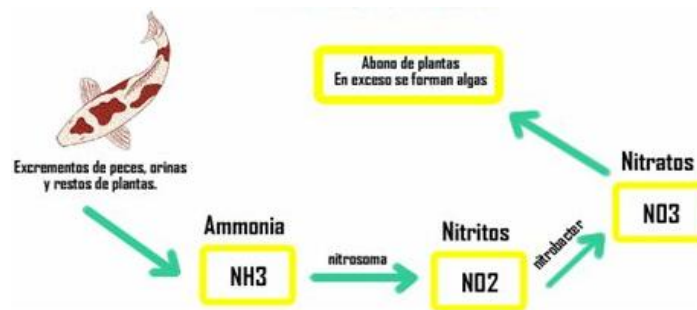 Abono de plantas
En exceso se forman algas
Excrementos de peces, orinas
y restos de plantas.
Ammonia
NH3
nitrosoma
Nitritos
NO2
nitrobacter
Nitratos
NO3